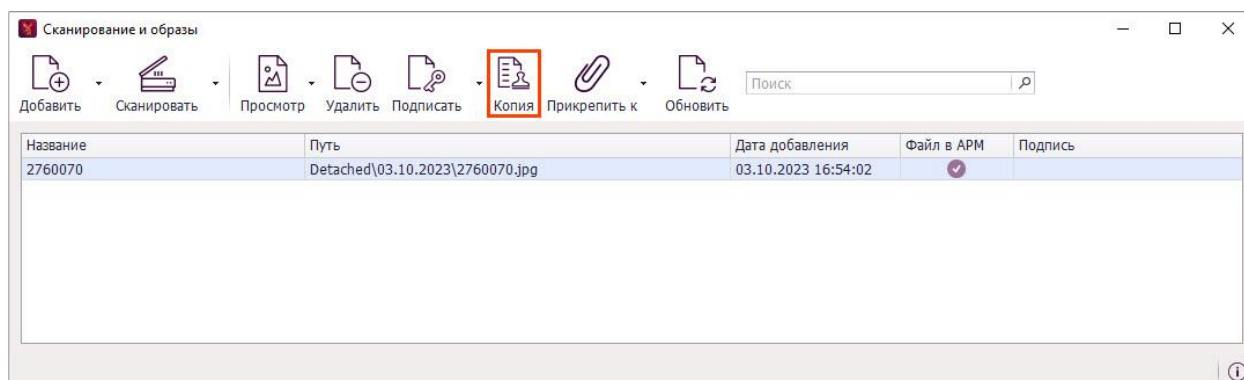 Сканирование и образы
Добавить Сканировать Просмотр Удалить Подписать Копия Прикрепить к Обновить Поиск
Название Путь Дата добавления Файл в АРМ Подпись
2760070 Detached\03.10.2023\2760070.jpg 03.10.2023 16:54:02